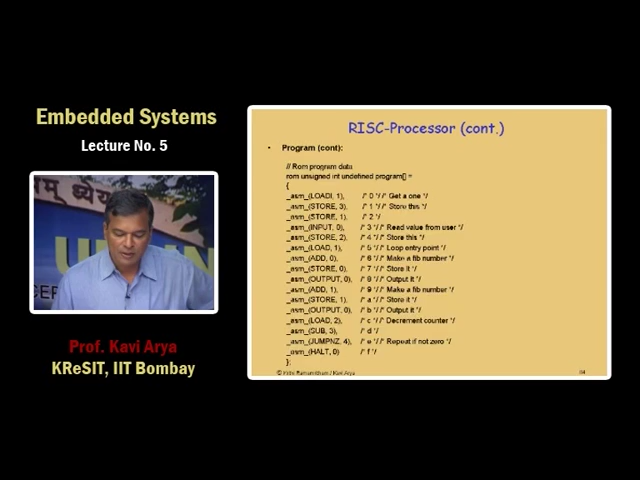 Embedded Systems
Lecture No. 5
Prof. Kavi Arya
KReSIT, IIT Bombay
RISC-Processor (cont.)
• Program (cont):
// Rom program data
rom unsigned int undefined program[] =
{
_asm_(LOADI, 1), /* 0 */ /* Get a one */
_asm_(STORE, 3), /* 1 */ /* Store this */
_asm_(STORE, 1), /* 2 */
_asm_(INPUT, 0), /* 3 */ /* Read value from user */
_asm_(STORE, 2), /* 4 */ /* Store this */
_asm_(LOAD, 1), /* 5 */ /* Loop entry point */
_asm_(ADD, 0), /* 6 */ /* Make a fib number */
_asm_(STORE, 0), /* 7 */ /* Store it */
_asm_(OUTPUT, 0), /* 8 */ /* Output it */
_asm_(ADD, 1), /* 9 */ /* Make a fib number */
_asm_(STORE, 1), /* a */ /* Store it */
_asm_(OUTPUT, 0), /* b */ /* Output it */
_asm_(LOAD, 2), /* c */ /* Decrement counter */
_asm_(SUB, 3), /* d */
_asm_(JUMPNZ, 4), /* e */ /* Repeat if not zero */
_asm_(HALT, 0) /* f */
};
© Krithi Ramamritham / Kavi Arya